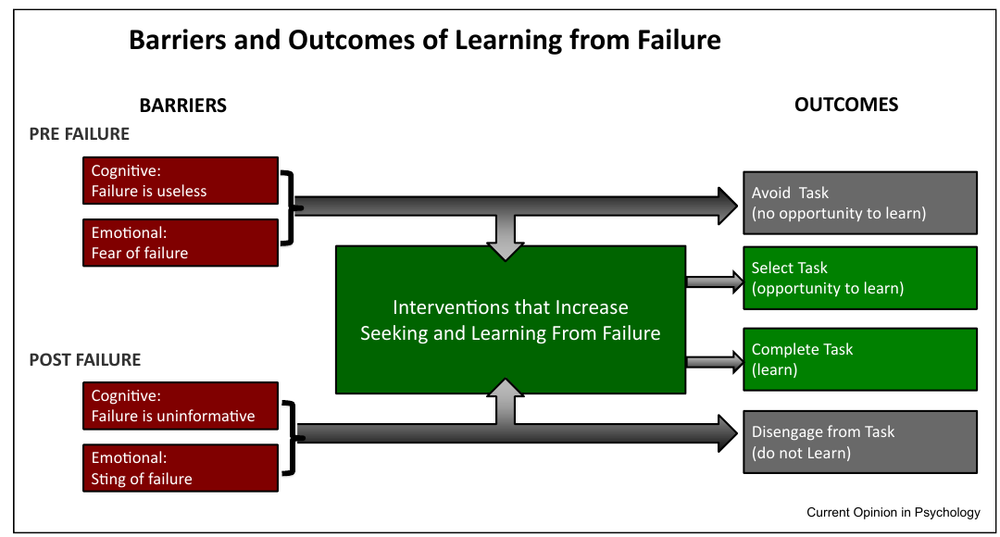 Barriers and Outcomes of Learning from Failure
BARRIERS
OUTCOMES
PRE FAILURE
Cognitive:
Failure is useless
Emotional:
Fear of failure
Avoid Task
(no opportunity to learn)
Select Task
(opportunity to learn)
Interventions that Increase
Seeking and Learning From Failure
Complete Task
(learn)
POST FAILURE
Cognitive:
Failure is uninformative
Emotional:
Sting of failure
Disengage from Task
(do not Learn)
Current Opinion in Psychology